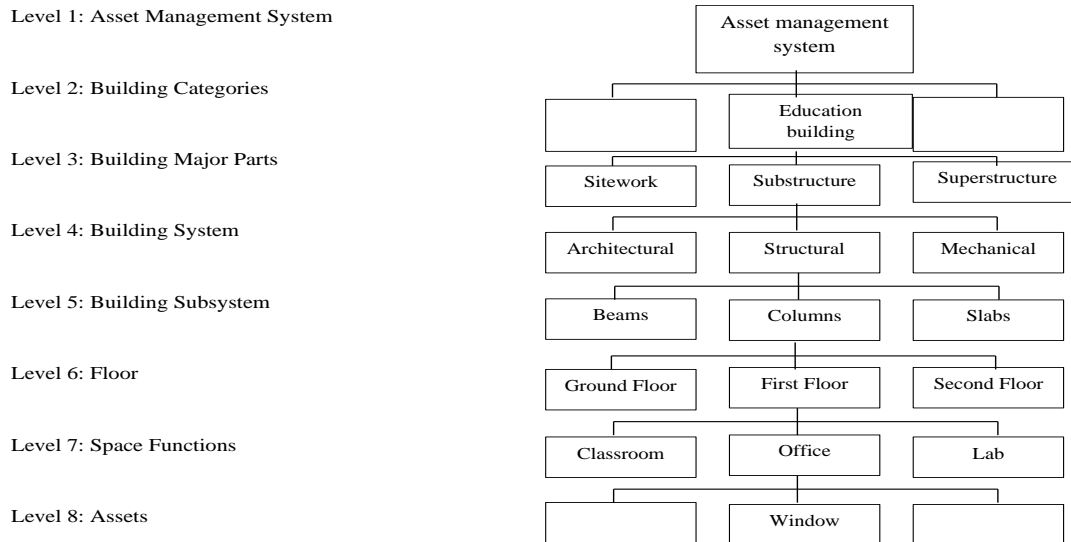 Level 1: Asset Management System
Asset management
system
Level 2: Building Categories
Education
building
Level 3: Building Major Parts
Sitework
Substructure
Superstructure
Level 4: Building System
Architectural
Structural
Mechanical
Level 5: Building Subsystem
Beams
Columns
Slabs
Level 6: Floor
Ground Floor
First Floor
Second Floor
Level 7: Space Functions
Classroom
Office
Lab
Level 8: Assets
Window